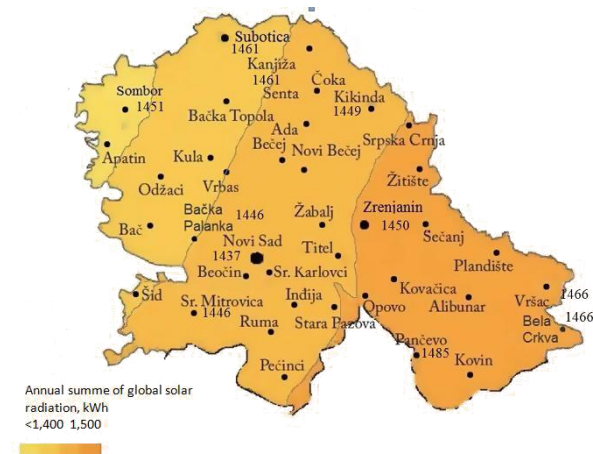 Subotica
1461
Kanjiža
1461
Čoka
Senta
Sombor
1451
Kikinda
1449
Bačka Topola
Ada
Srpska Crnja
Bečej
Novi Bečej
Apatin
Kula
Odžaci
Vrbas
Žitište
Bačka
Palanka
1446
Žabalj
Zrenjanin
1450
Bač
Sečanj
Novi Sad
1437
Titel
Plandište
Beočin
Sr. Karlovci
Šid
Sr. Mitrovica
1446
Inđija
Kovačica
Opovo
Alibunar
Vršac
1466
Ruma
Stara Pazova
Bela
Crkva
1466
Pančevo
1485
Pećinci
Kovin
Annual summe of global solar
radiation, kWh
<1,400 1,500